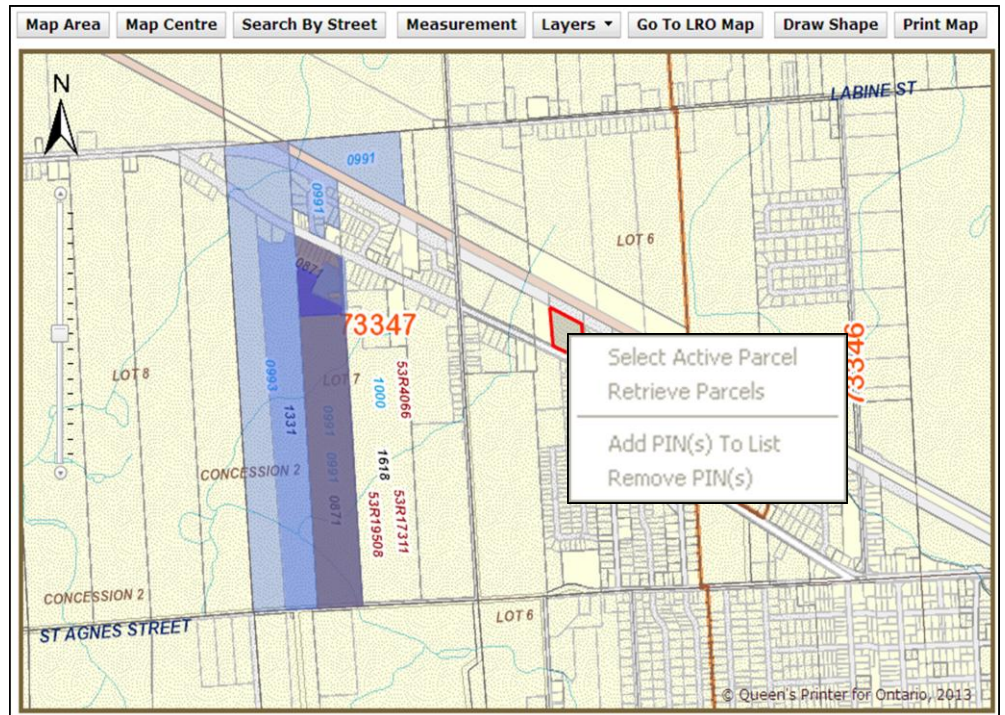 Map Area Map Centre Search By Street Measurement Layers Go To LRO Map Draw Shape Print Map
N
LABINE ST
0991
0991
LOT 6
0871
73347
73346
LOT 8
0993
LOT 7
1000
53R4066
1331
0991
1618
CONCESSION 2
0991
0871
53R19508
53R17311
Select Active Parcel
Retrieve Parcels
Add PIN(s) To List
Remove PIN(s)
CONCESSION 2
LOT 6
ST AGNES STREET
© Queen's Printer for Ontario, 2013